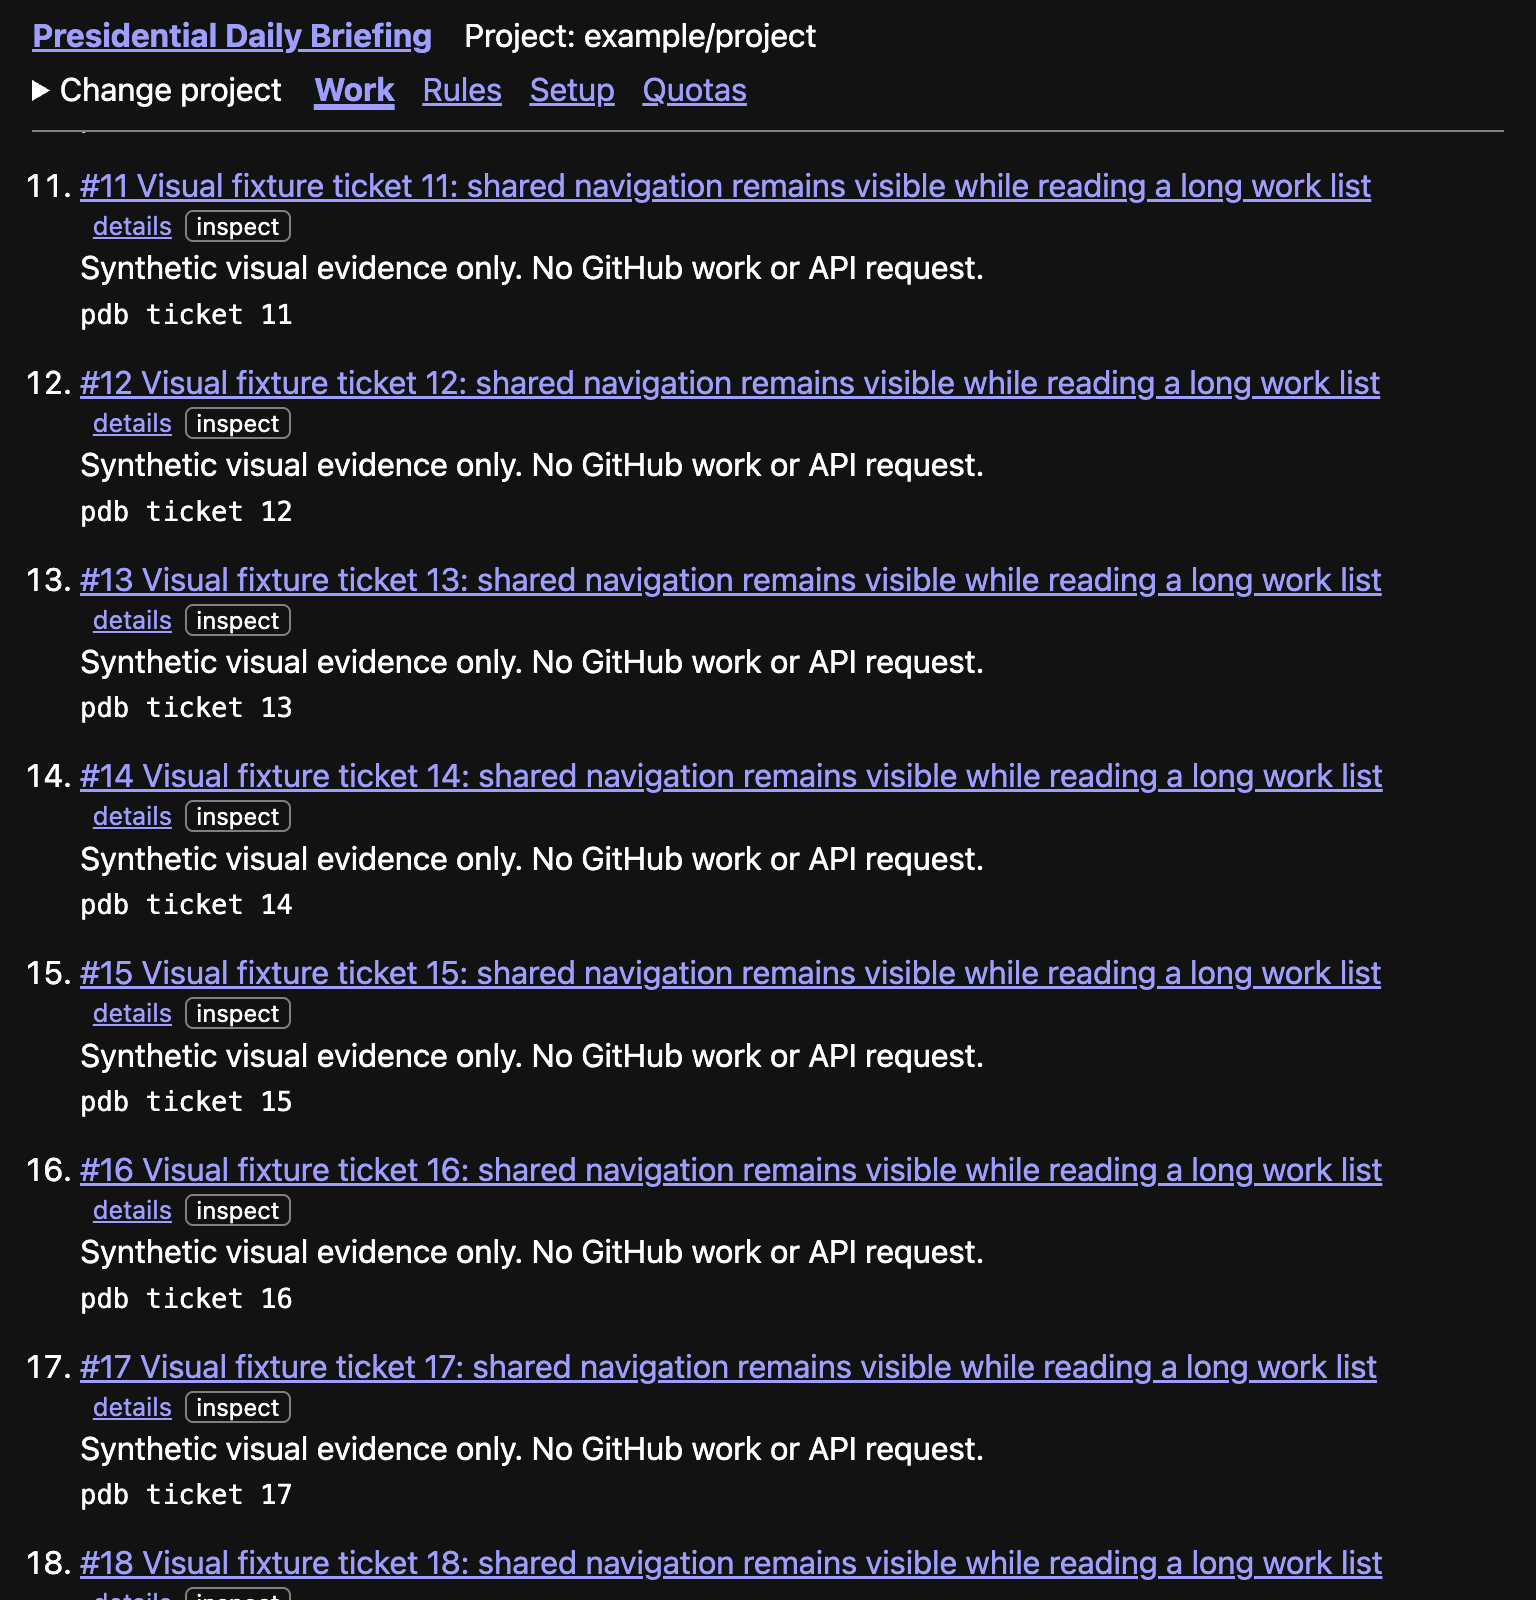 Presidential Daily Briefing Project: example/project
▶ Change project Work Rules Setup Quotas
11. #11 Visual fixture ticket 11: shared navigation remains visible while reading a long work list
details inspect
Synthetic visual evidence only. No GitHub work or API request.
pdb ticket 11
12. #12 Visual fixture ticket 12: shared navigation remains visible while reading a long work list
details inspect
Synthetic visual evidence only. No GitHub work or API request.
pdb ticket 12
13. #13 Visual fixture ticket 13: shared navigation remains visible while reading a long work list
details inspect
Synthetic visual evidence only. No GitHub work or API request.
pdb ticket 13
14. #14 Visual fixture ticket 14: shared navigation remains visible while reading a long work list
details inspect
Synthetic visual evidence only. No GitHub work or API request.
pdb ticket 14
15. #15 Visual fixture ticket 15: shared navigation remains visible while reading a long work list
details inspect
Synthetic visual evidence only. No GitHub work or API request.
pdb ticket 15
16. #16 Visual fixture ticket 16: shared navigation remains visible while reading a long work list
details inspect
Synthetic visual evidence only. No GitHub work or API request.
pdb ticket 16
17. #17 Visual fixture ticket 17: shared navigation remains visible while reading a long work list
details inspect
Synthetic visual evidence only. No GitHub work or API request.
pdb ticket 17
18. #18 Visual fixture ticket 18: shared navigation remains visible while reading a long work list
details inspect